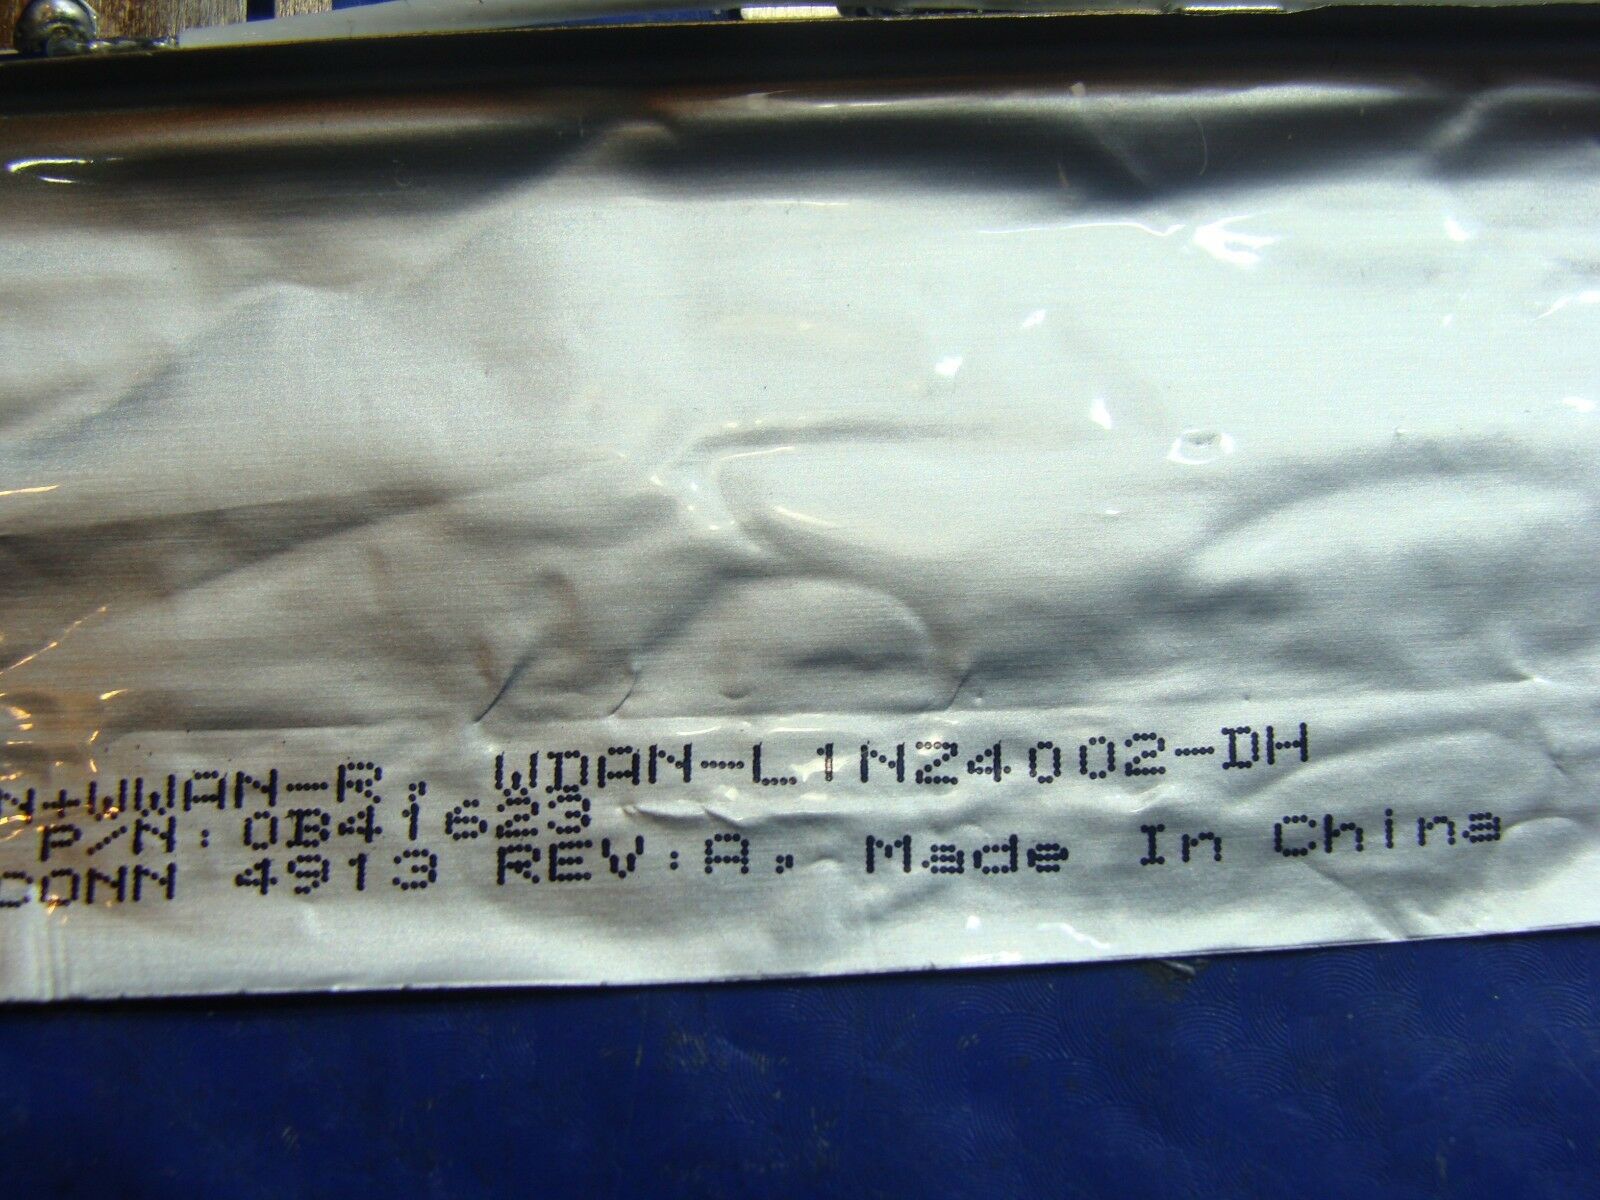 N+WWAN-R, WDAN-L1NZ4002-DH
P/N:0B41623
CONN 4913 REV:A, Made In China